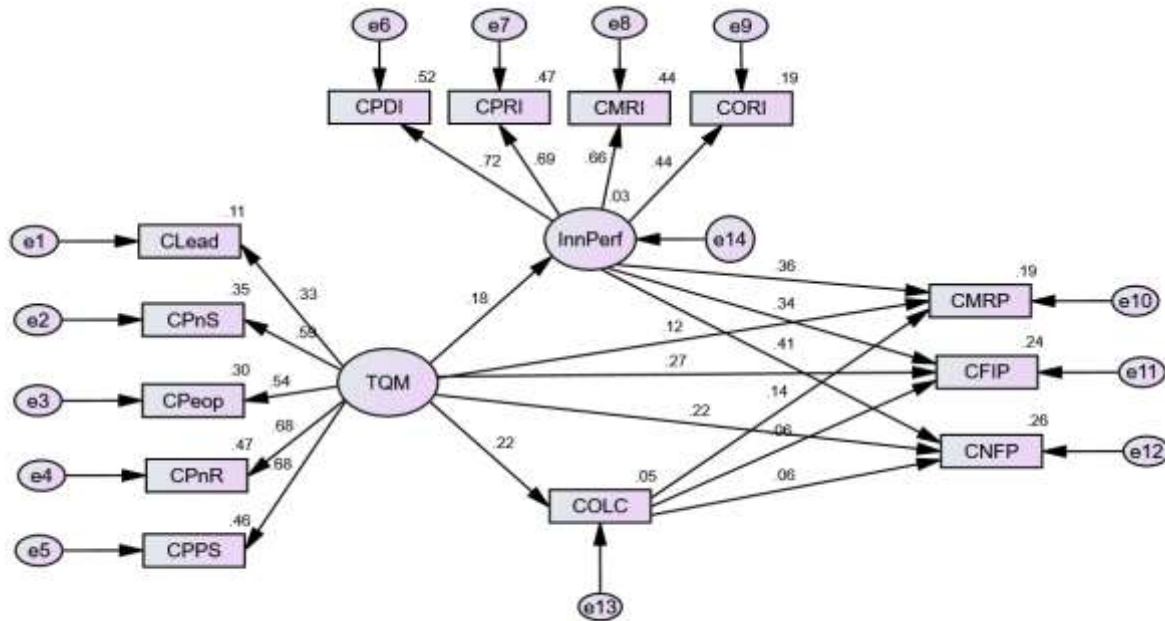 e6 e7 e8 e9
.52 .47 .44 .19
CPDI CPRI CMRI CORI
.72 .69 .66 .44
.03
.11
e1 CLead InnPerf e14
.36 .19
.35 .33 CMRP e10
e2 CPnS .18 .34
.59 .12 .41 .24
.30 TQM .27 CFIP e11
e3 CPeop .54 .14
.68 .22 .06 .26
.47 .22 CNFP e12
e4 CPnR .68 .05 .06
.46 COLC
e5 CPPS
e13